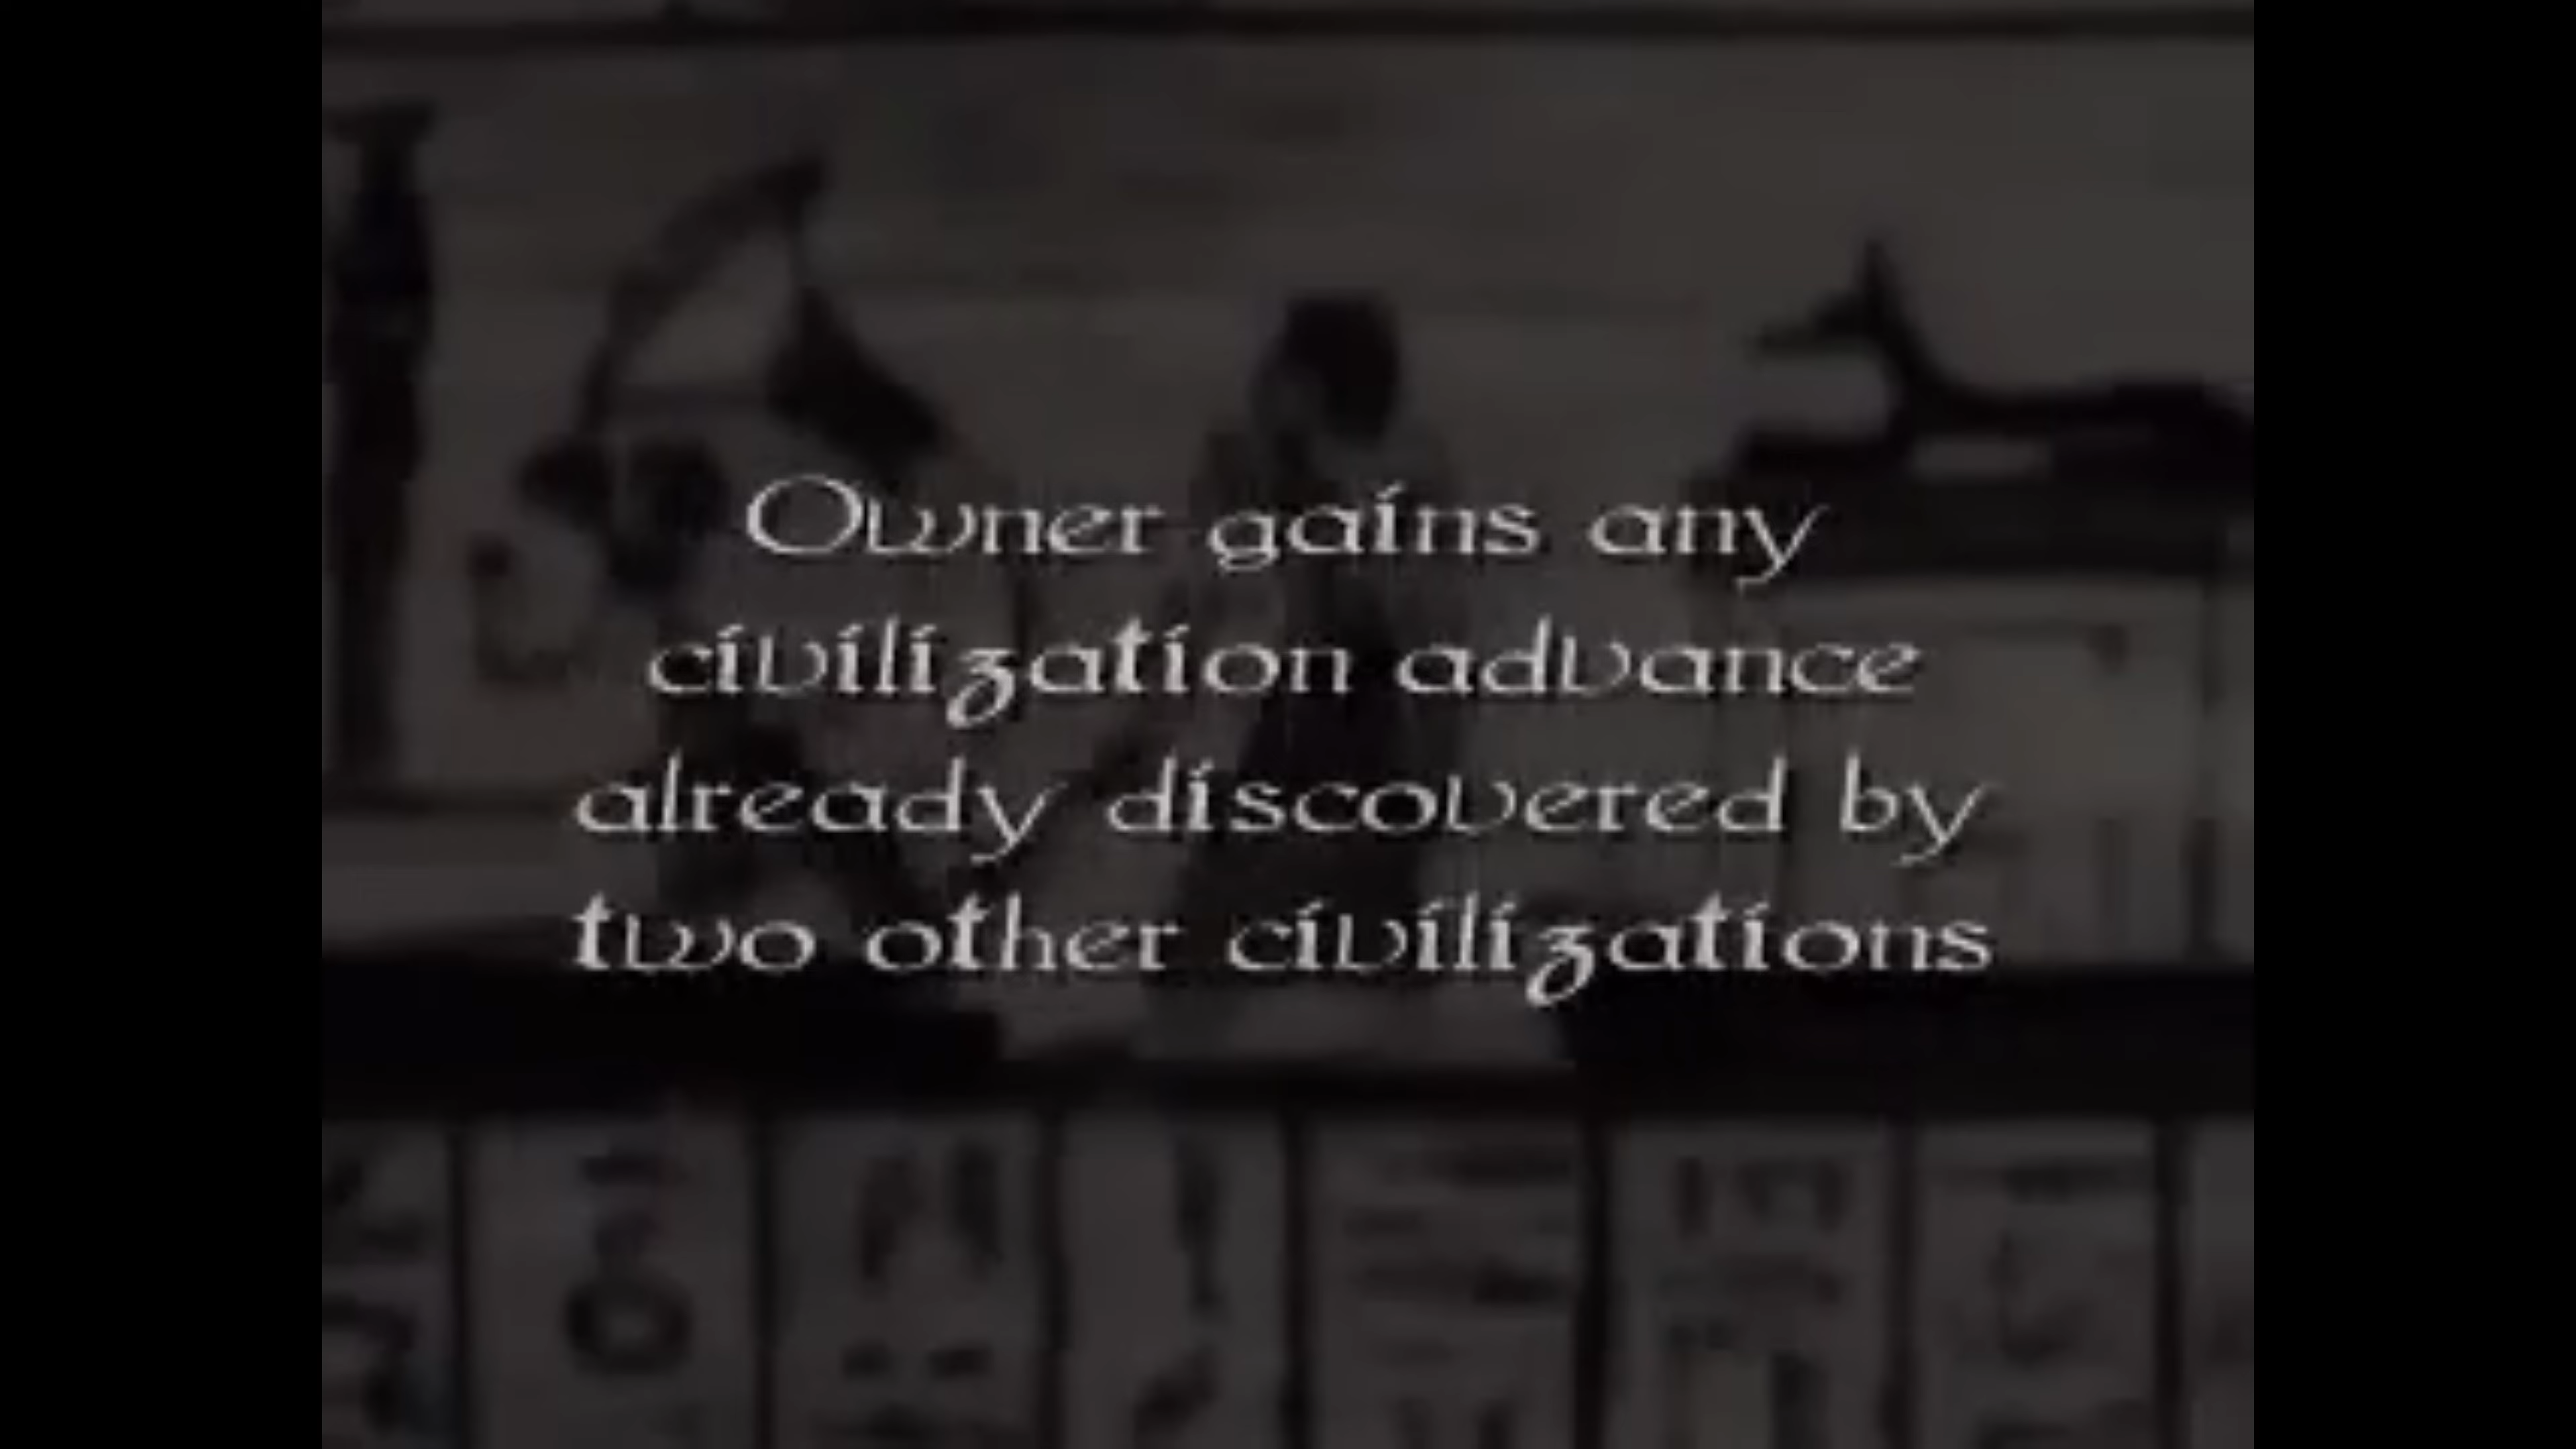 Owner gains any
civilization advance
already discovered by
two other civilizations